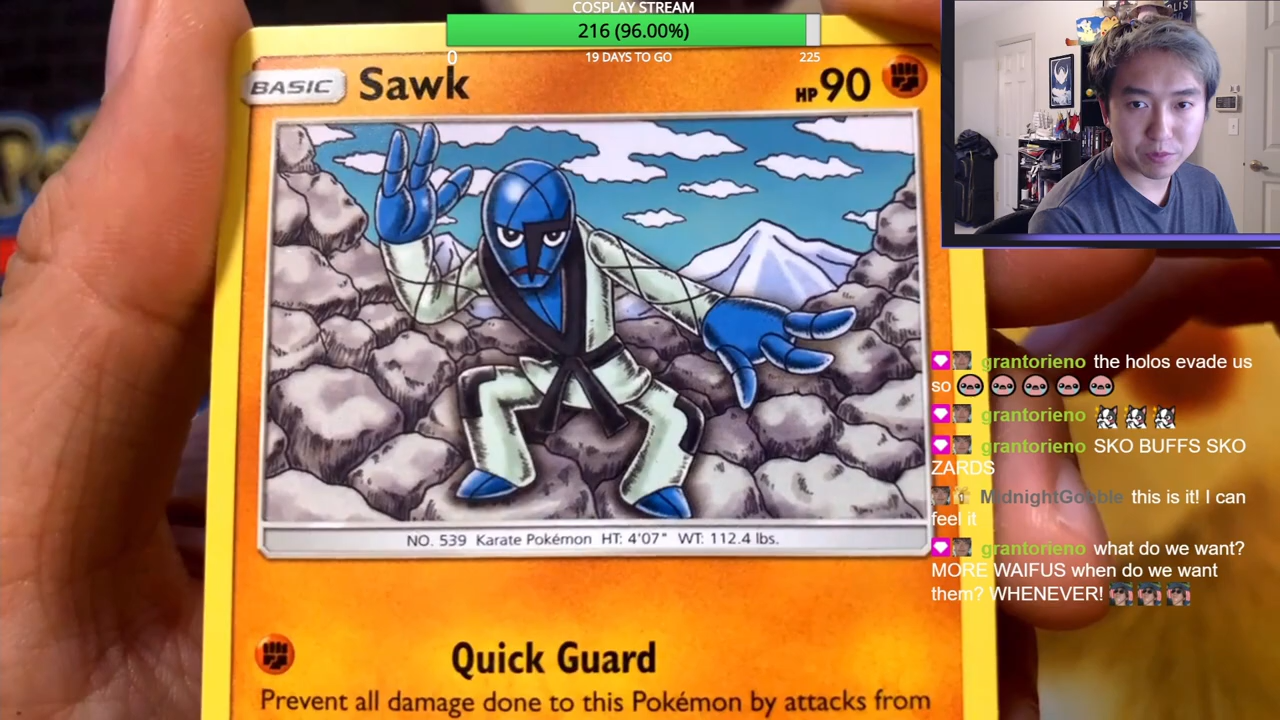 COSPLAY STREAM
216 (96.00%)
0
19 DAYS TO GO
225
BASIC
Sawk
HP 90
NO. 539 Karate Pokémon HT: 4'07" WT: 112.4 lbs.
Quick Guard
Prevent all damage done to this Pokémon by attacks from
grantorieno the holos evade us
so
grantorieno
grantorieno SKO BUFFS SKO
ZARDS
MidnightGobble this is it! I can
feel it
grantorieno what do we want?
MORE WAIFUS when do we want
them? WHENEVER!